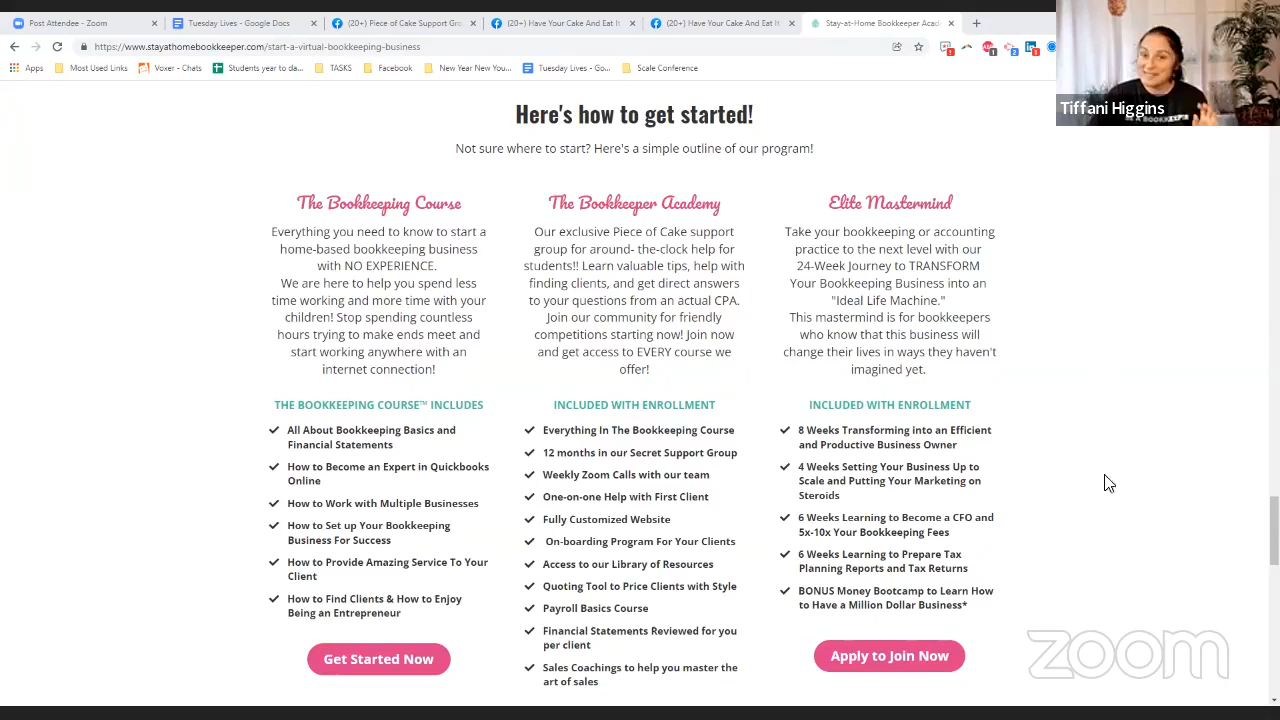 Post Attendee - Zoom
Tuesday Lives - Google Docs
(20+) Piece of Cake Support Gro
(20+) Have Your Cake And Eat It
(20+) Have Your Cake And Eat It
Stay-at-Home Bookkeeper Acad
https://www.stayathomebookkeeper.com/start-a-virtual-bookkeeping-business
Apps
Most Used Links
Voxer - Chats
Students year to da...
TASKS
Facebook
New Year New You...
Tuesday Lives - Go...
Scale Conference
Tiffani Higgins
Here's how to get started!
Not sure where to start? Here's a simple outline of our program!
The Bookkeeping Course
Everything you need to know to start a
home-based bookkeeping business
with NO EXPERIENCE.
We are here to help you spend less
time working and more time with your
children! Stop spending countless
hours trying to make ends meet and
start working anywhere with an
internet connection!
THE BOOKKEEPING COURSE™ INCLUDES
All About Bookkeeping Basics and
Financial Statements
How to Become an Expert in Quickbooks
Online
How to Work with Multiple Businesses
How to Set up Your Bookkeeping
Business For Success
How to Provide Amazing Service To Your
Client
How to Find Clients & How to Enjoy
Being an Entrepreneur
Get Started Now
The Bookkeeper Academy
Our exclusive Piece of Cake support
group for around- the-clock help for
students!! Learn valuable tips, help with
finding clients, and get direct answers
to your questions from an actual CPA.
Join our community for friendly
competitions starting now! Join now
and get access to EVERY course we
offer!
INCLUDED WITH ENROLLMENT
Everything In The Bookkeeping Course
12 months in our Secret Support Group
Weekly Zoom Calls with our team
One-on-one Help with First Client
Fully Customized Website
On-boarding Program For Your Clients
Access to our Library of Resources
Quoting Tool to Price Clients with Style
Payroll Basics Course
Financial Statements Reviewed for you
per client
Sales Coachings to help you master the
art of sales
Elite Mastermind
Take your bookkeeping or accounting
practice to the next level with our
24-Week Journey to TRANSFORM
Your Bookkeeping Business into an
"Ideal Life Machine."
This mastermind is for bookkeepers
who know that this business will
change their lives in ways they haven't
imagined yet.
INCLUDED WITH ENROLLMENT
8 Weeks Transforming into an Efficient
and Productive Business Owner
4 Weeks Setting Your Business Up to
Scale and Putting Your Marketing on
Steroids
6 Weeks Learning to Become a CFO and
5x-10x Your Bookkeeping Fees
6 Weeks Learning to Prepare Tax
Planning Reports and Tax Returns
BONUS Money Bootcamp to Learn How
to Have a Million Dollar Business*
Apply to Join Now
zoom